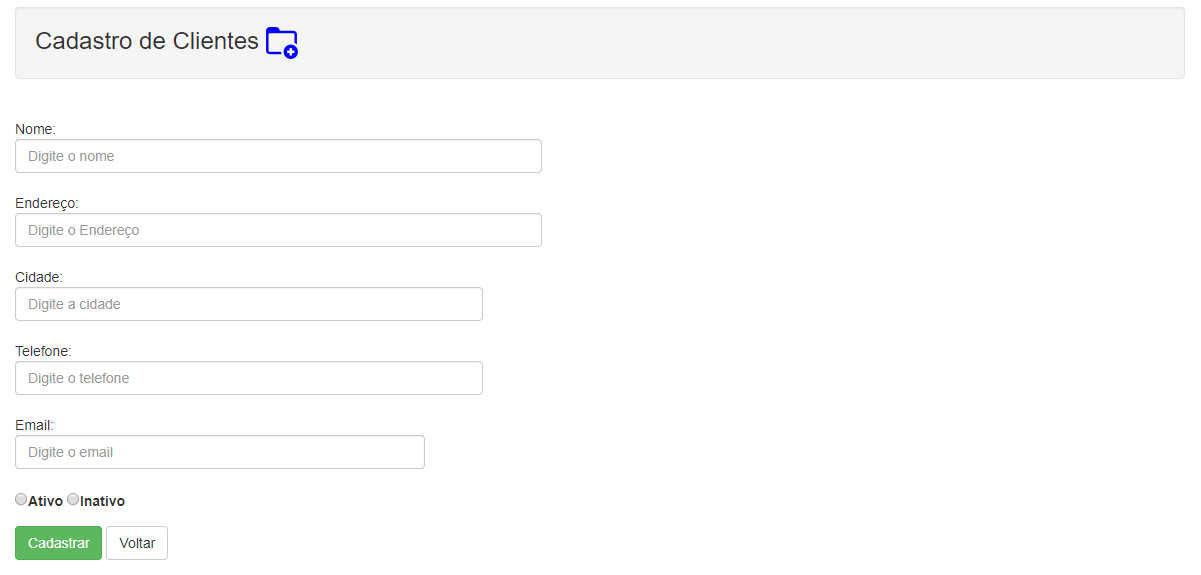 Cadastro de Clientes
Nome:
Digite o nome
Endereço:
Digite o Endereço
Cidade:
Digite a cidade
Telefone:
Digite o telefone
Email:
Digite o email
Ativo Inativo
Cadastrar Voltar